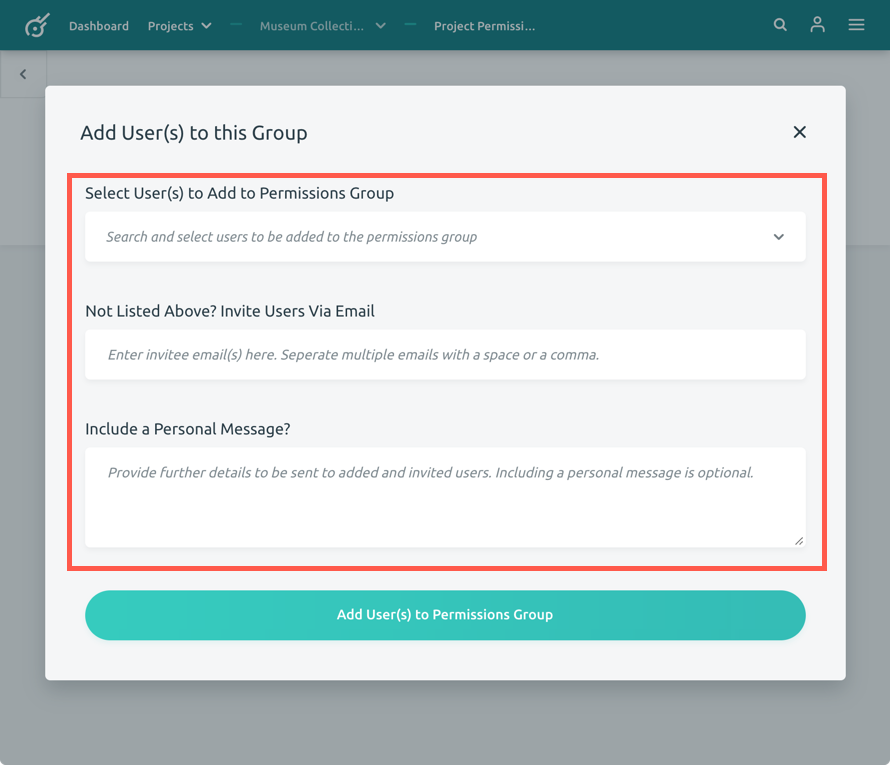 Dashboard Projects Museum Collecti... Project Permissi...
Add User(s) to this Group
Select User(s) to Add to Permissions Group
Search and select users to be added to the permissions group
Not Listed Above? Invite Users Via Email
Enter invitee email(s) here. Seperate multiple emails with a space or a comma.
Include a Personal Message?
Provide further details to be sent to added and invited users. Including a personal message is optional.
Add User(s) to Permissions Group